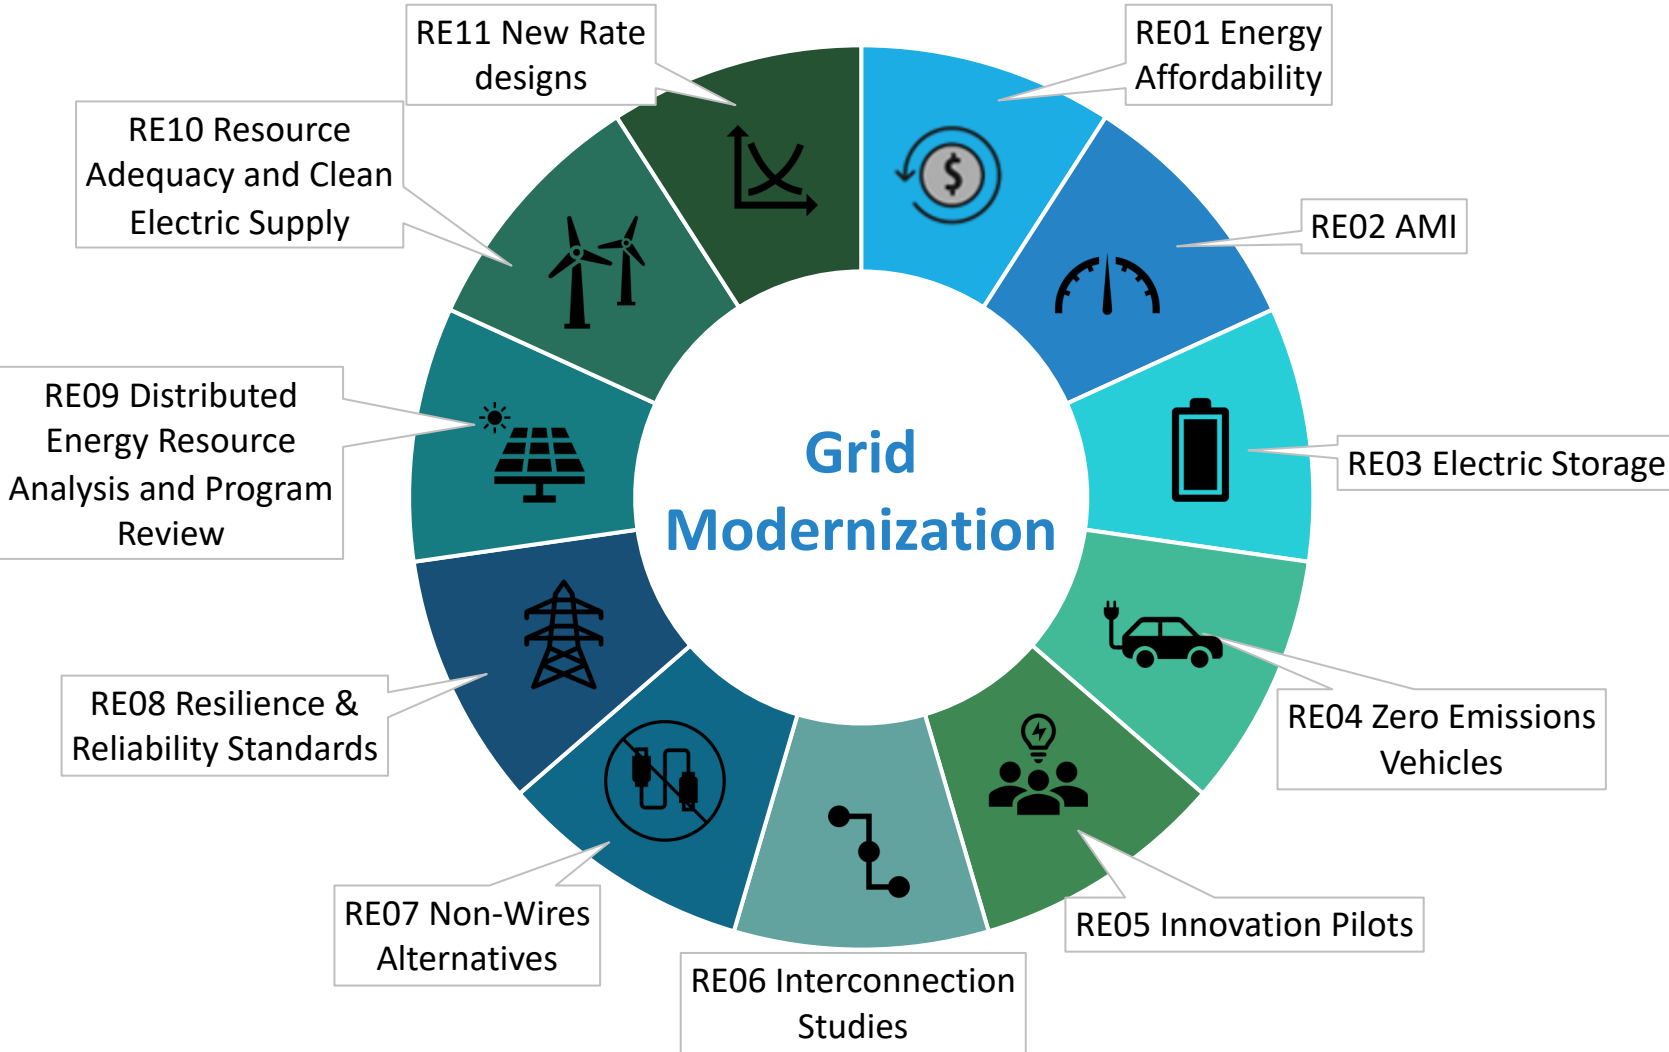 RE11 New Rate
designs
RE01 Energy
Affordability
RE10 Resource
Adequacy and Clean
Electric Supply
RE02 AMI
RE09 Distributed
Energy Resource
Analysis and Program
Review
Grid
Modernization
RE03 Electric Storage
RE08 Resilience &
Reliability Standards
RE04 Zero Emissions
Vehicles
RE07 Non-Wires
Alternatives
RE05 Innovation Pilots
RE06 Interconnection
Studies
$